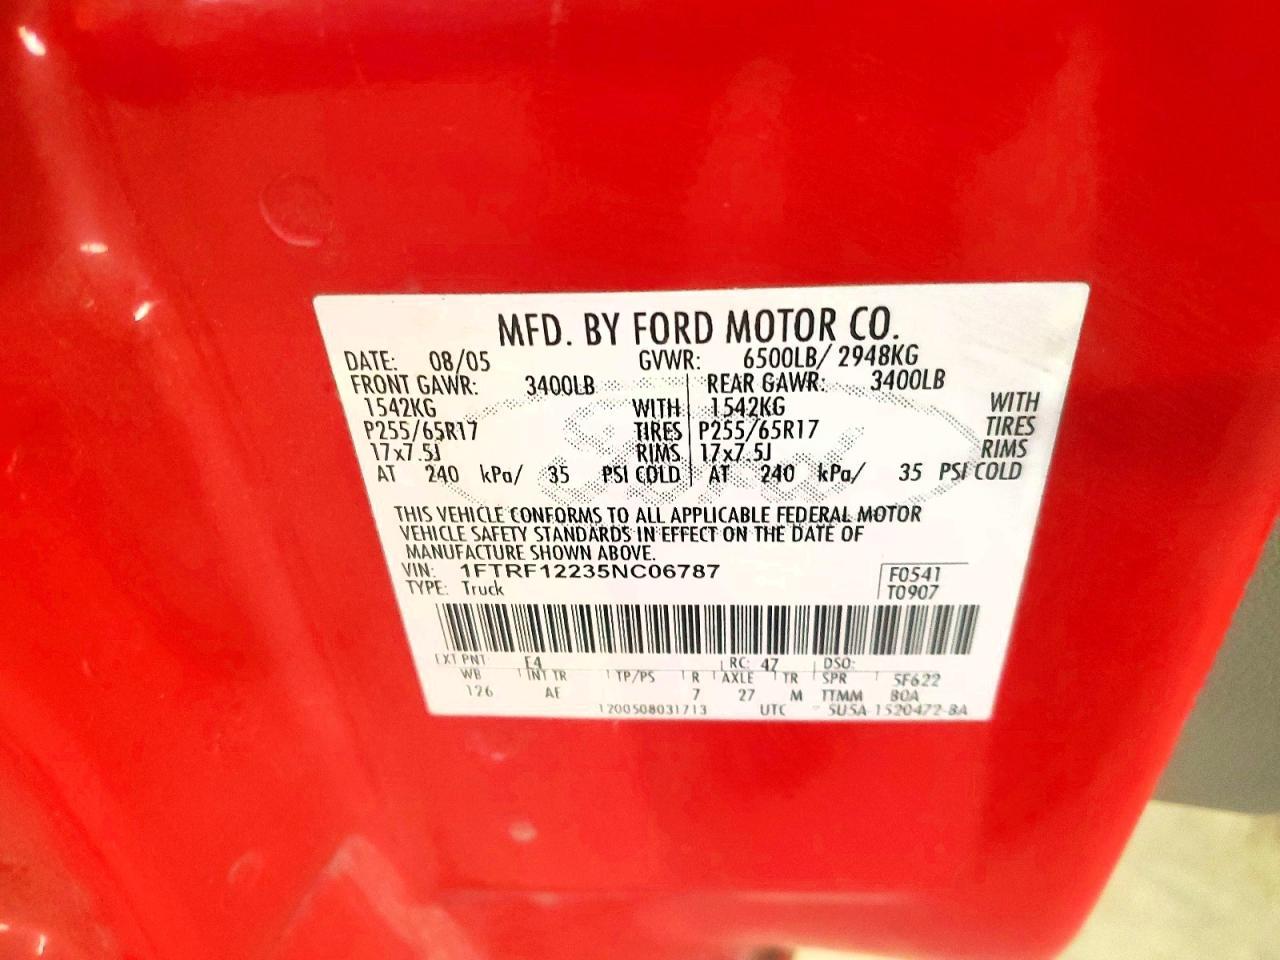 MFD. BY FORD MOTOR CO.
DATE: 08/05 GVWR: 6500LB/ 2948KG
FRONT GAWR: 3400LB REAR GAWR: 3400LB
1542KG WITH 1542KG WITH
P255/65R17 TIRES P255/65R17 TIRES
17x7.5J RIMS 17x7.5J RIMS
AT 240 kPa/ 35 PSI COLD AT 240 kPa/ 35 PSI COLD
THIS VEHICLE CONFORMS TO ALL APPLICABLE FEDERAL MOTOR
VEHICLE SAFETY STANDARDS IN EFFECT ON THE DATE OF
MANUFACTURE SHOWN ABOVE.
VIN: 1FTRF12235NC06787 F0541
TYPE: Truck T0907
EXT PNT E4 RC: 47 DSO:
WB INT TR TP/PS R AXLE TR SPR 5F622
126 AE 7 27 M TTMM 80A
1200508031713 UTC 5U5A-1520472-BA